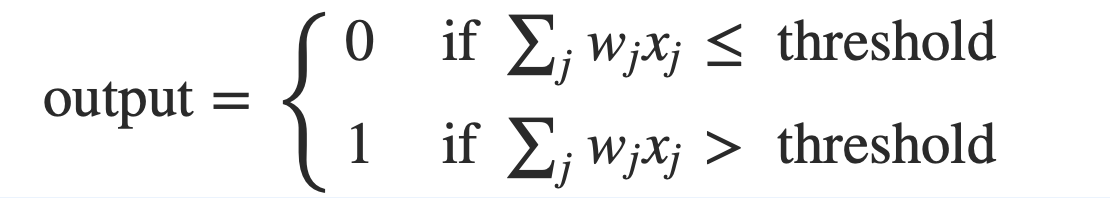 0 if ∑j wjxj ≤ threshold
output = {
1 if ∑j wjxj > threshold